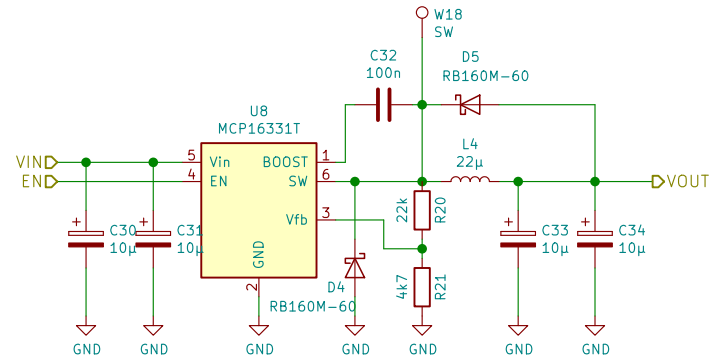 W18
SW
C32
100n
D5
RB160M-60
U8
MCP16331T
VIN
5
Vin
BOOST
1
L4
22µ
EN
4
EN
SW
6
VOUT
3
Vfb
22k
R20
C30
10µ
C31
10µ
C33
10µ
C34
10µ
GND
2
D4
RB160M-60
4k7
R21
GND
GND
GND
GND
GND
GND
GND